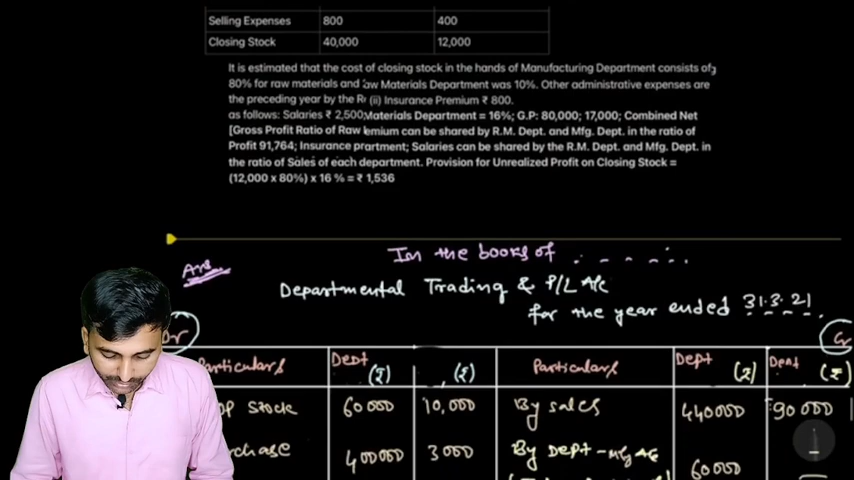 Selling Expenses 800 400
Closing Stock 40,000 12,000
It is estimated that the cost of closing stock in the hands of Manufacturing Department consists of
80% for raw materials and aw Materials Department was 10%. Other administrative expenses are
the preceding year by the R (ii) Insurance Premium ₹ 800.
as follows: Salaries ₹ 2,500; Materials Department = 16%; G.P: 80,000; 17,000; Combined Net
[Gross Profit Ratio of Raw emium can be shared by R.M. Dept. and Mfg. Dept. in the ratio of
Profit 91,764; Insurance partment; Salaries can be shared by the R.M. Dept. and Mfg. Dept. in
the ratio of Sales of each department. Provision for Unrealized Profit on Closing Stock =
(12,000 x 80%) x 16 % = ₹ 1,536
Ans
In the books of . . . . . . .
Departmental Trading & P/L A/c
for the year ended 31.3.21
Dr Cr
Particulars Dept (₹) (₹) Particulars Dept (₹) Dept (₹)
OP Stock 60000 10,000 By sales 440000 90000
rchase 400000 3000 By Dept - Mfg A/c 60000